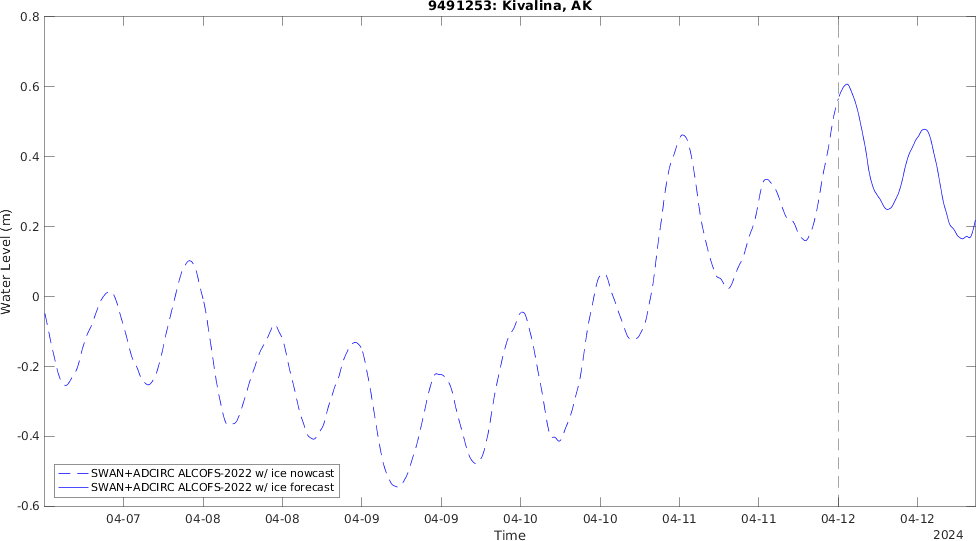 9491253: Kivalina, AK
0.8
0.6
0.4
0.2
0
-0.2
-0.4
-0.6
Water Level (m)
SWAN+ADCIRC ALCOFS-2022 w/ ice nowcast
SWAN+ADCIRC ALCOFS-2022 w/ ice forecast
04-07 04-08 04-08 04-09 04-09 04-10 04-10 04-11 04-11 04-12 04-12
Time
2024